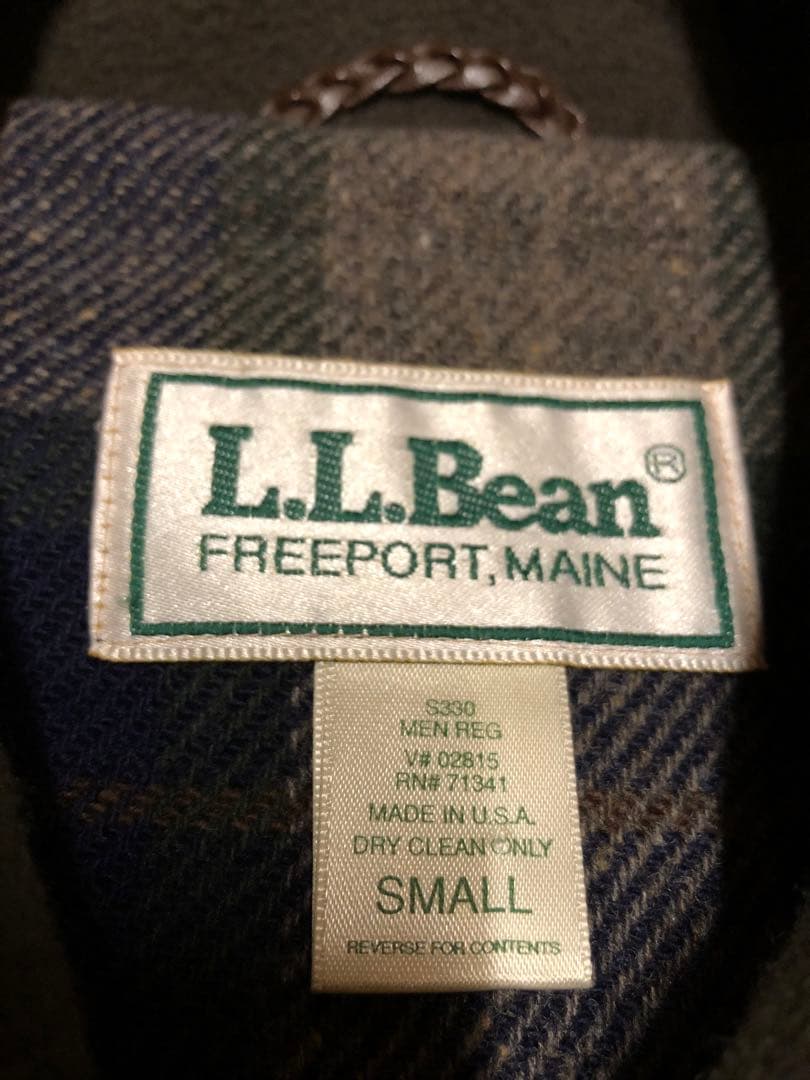 L.L.Bean®
FREEPORT, MAINE
S330
MEN REG
V# 02815
RN# 71341
MADE IN U.S.A.
DRY CLEAN ONLY
SMALL
REVERSE FOR CONTENTS